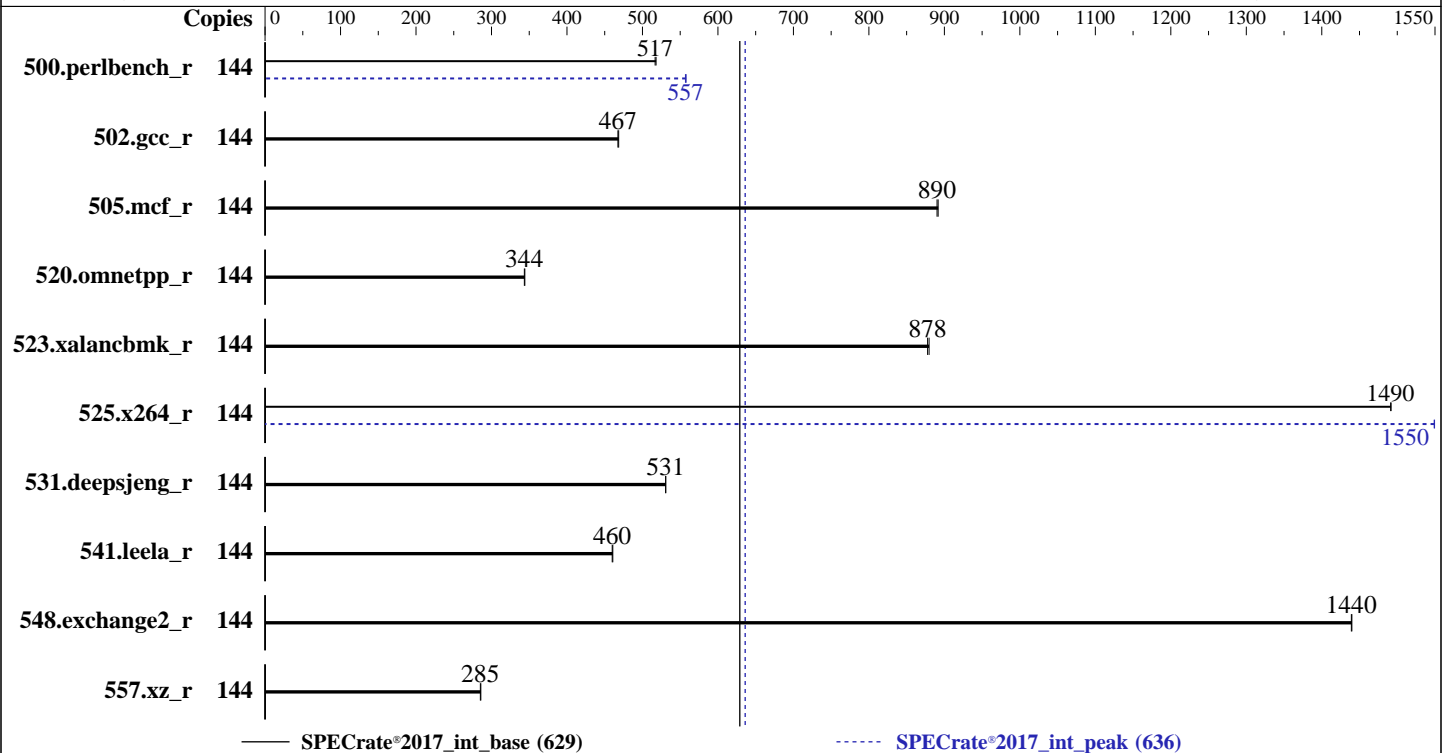 Copies 0 100 200 300 400 500 600 700 800 900 1000 1100 1200 1300 1400 1550
517
500.perlbench_r 144
557
467
502.gcc_r 144
890
505.mcf_r 144
344
520.omnetpp_r 144
878
523.xalancbmk_r 144
1490
525.x264_r 144
1550
531
531.deepsjeng_r 144
460
541.leela_r 144
1440
548.exchange2_r 144
285
557.xz_r 144
SPECrate®2017_int_base (629) SPECrate®2017_int_peak (636)